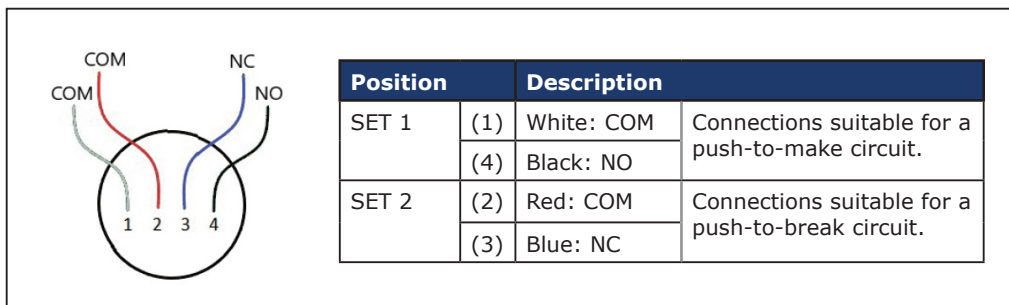 COM
COM
NC
NO
1 2 3 4
Position Description
SET 1 (1) White: COM Connections suitable for a
push-to-make circuit.
(4) Black: NO
SET 2 (2) Red: COM Connections suitable for a
push-to-break circuit.
(3) Blue: NC